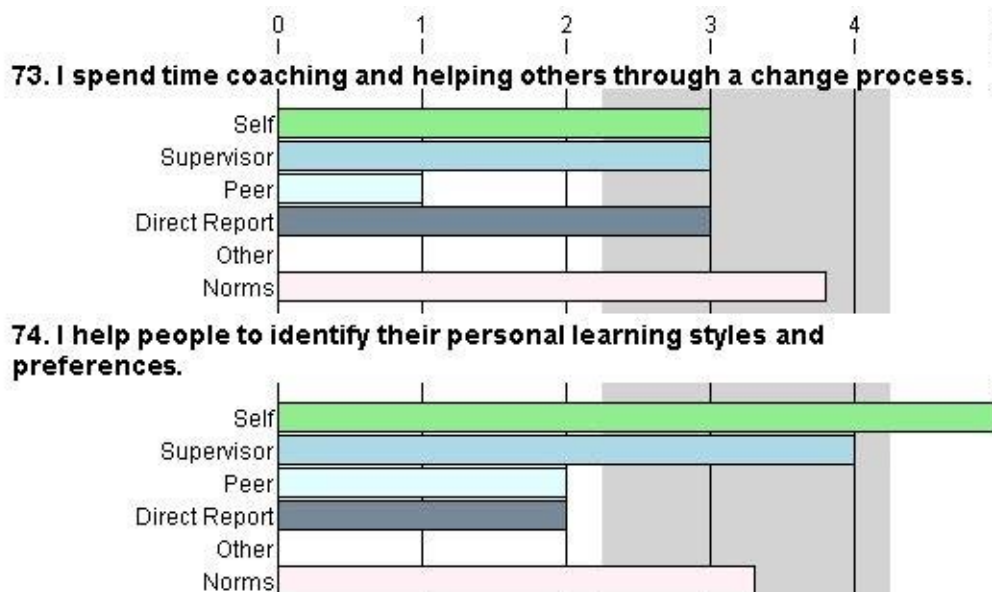 0 1 2 3 4
73. I spend time coaching and helping others through a change process.
Self
Supervisor
Peer
Direct Report
Other
Norms
74. I help people to identify their personal learning styles and
preferences.
Self
Supervisor
Peer
Direct Report
Other
Norms